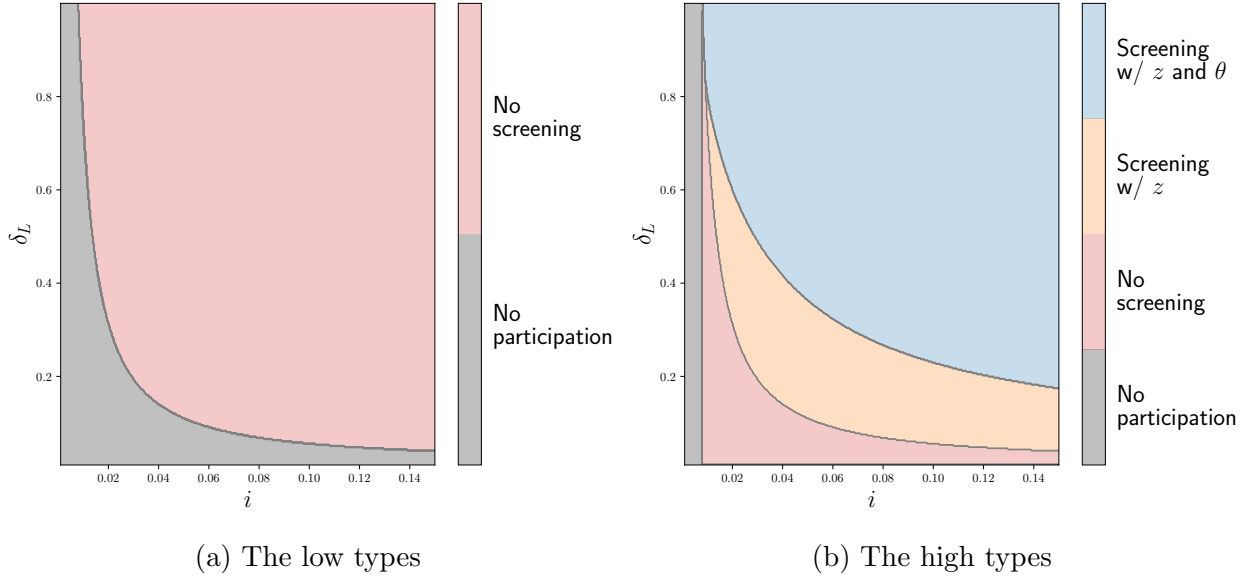 0.8
0.6
0.4
0.2
δ_L
0.02 0.04 0.06 0.08 0.10 0.12 0.14
i
No
screening
No
participation
(a) The low types
0.8
0.6
0.4
0.2
δ_L
0.02 0.04 0.06 0.08 0.10 0.12 0.14
i
Screening
w/ z and θ
Screening
w/ z
No
screening
No
participation
(b) The high types